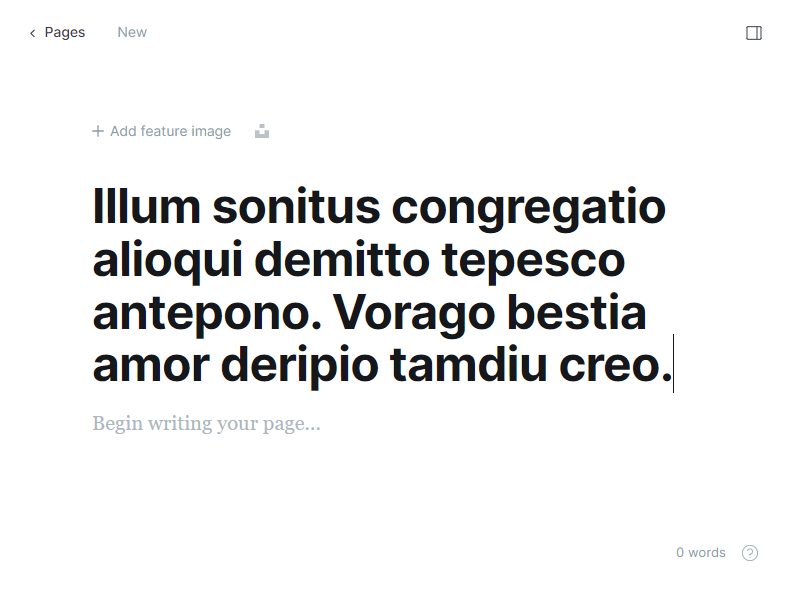 Pages
New
Add feature image
Illum sonitus congregatio
alioqui demitto tepesco
antepono. Vorago bestia
amor deripio tamdiu creo.
Begin writing your page...
0 words
?